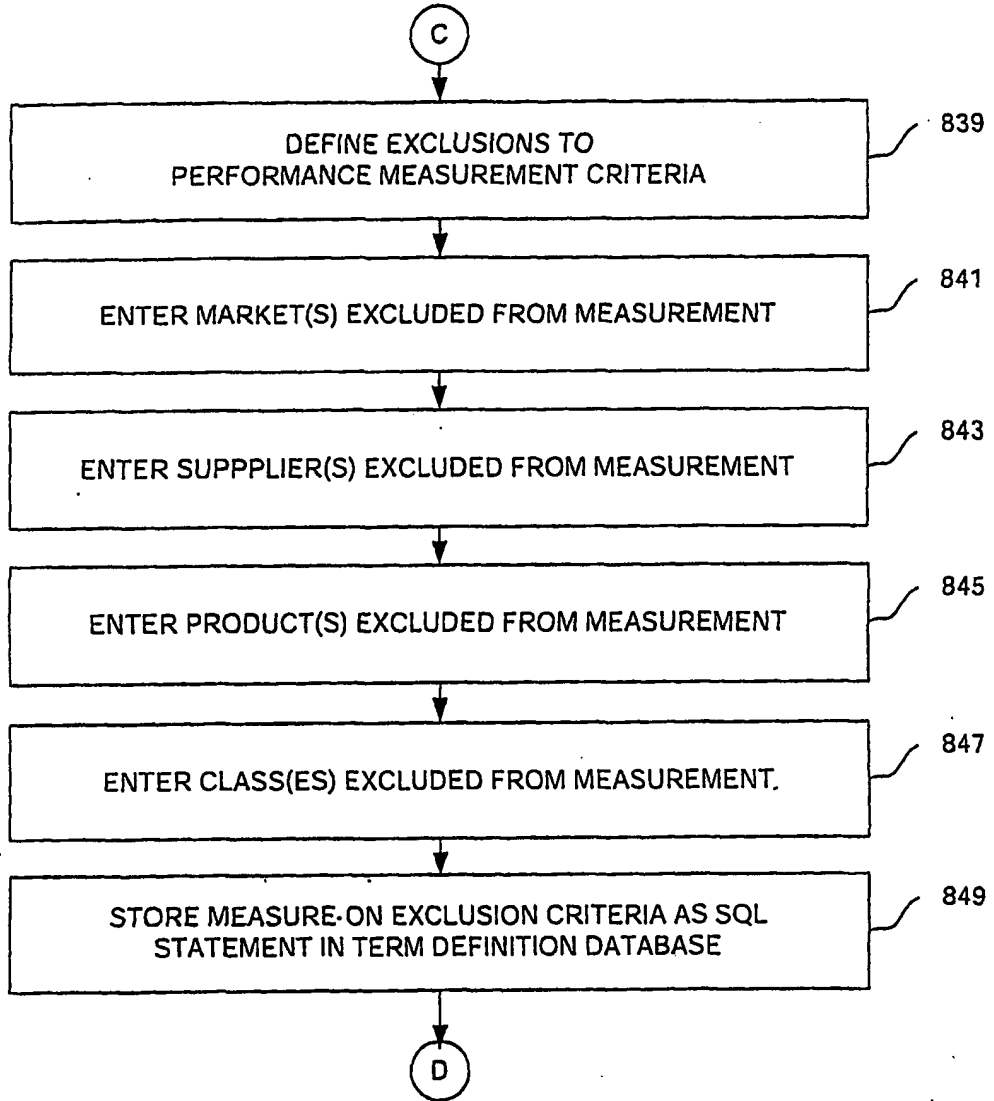 C
DEFINE EXCLUSIONS TO
PERFORMANCE MEASUREMENT CRITERIA
839
ENTER MARKET(S) EXCLUDED FROM MEASUREMENT
841
ENTER SUPPPLIER(S) EXCLUDED FROM MEASUREMENT
843
ENTER PRODUCT(S) EXCLUDED FROM MEASUREMENT
845
ENTER CLASS(ES) EXCLUDED FROM MEASUREMENT.
847
STORE MEASURE-ON EXCLUSION CRITERIA AS SQL
STATEMENT IN TERM DEFINITION DATABASE
849
D